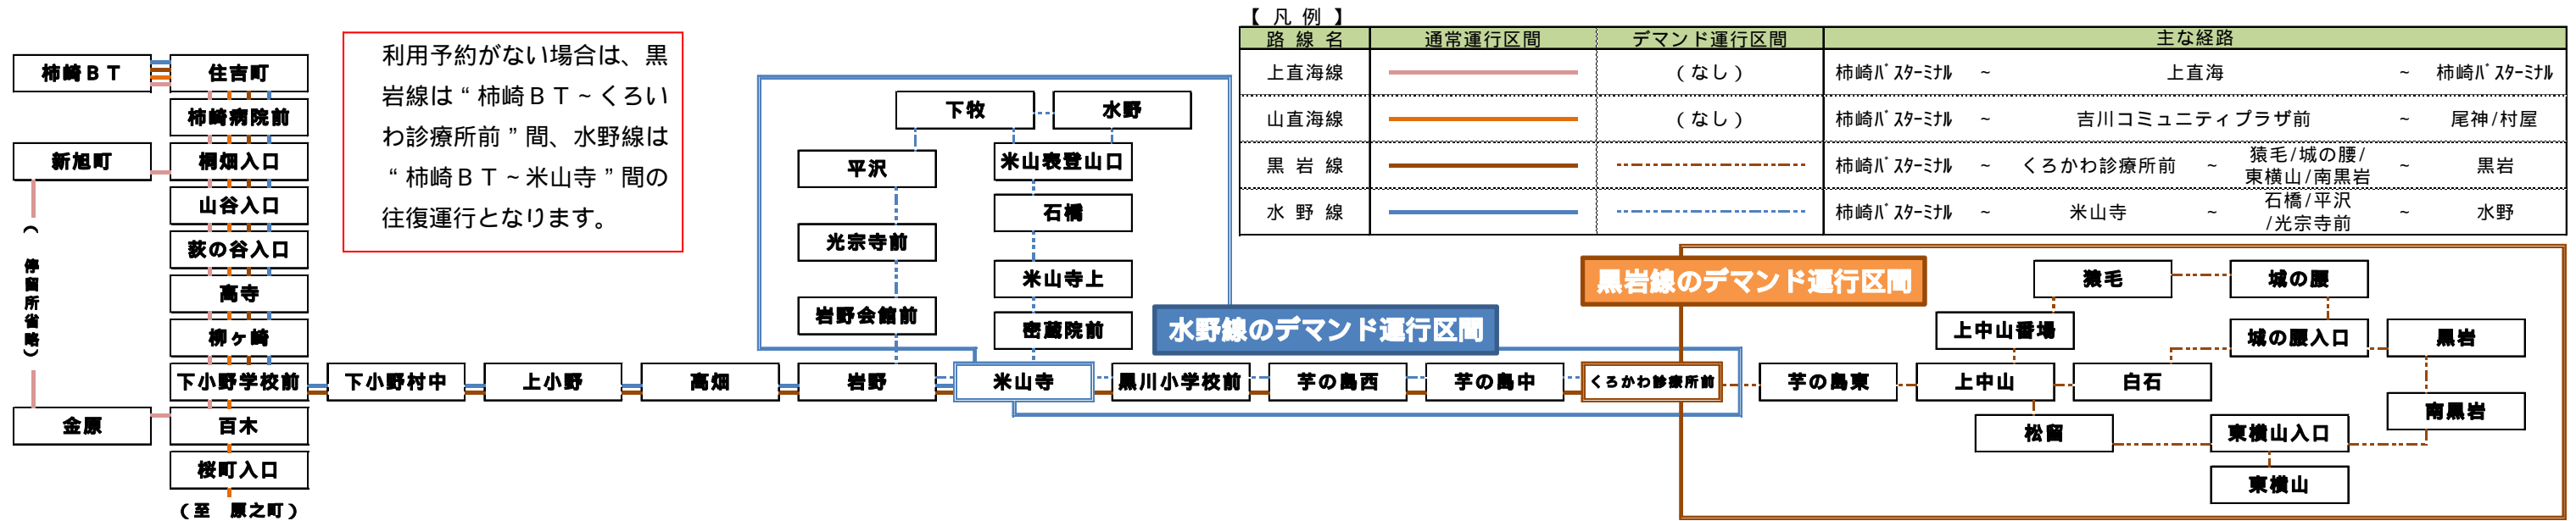 【 凡 例 】
路 線 名 通常運行区間 デマンド運行区間 主な経路
上直海線 （なし） 柿崎ﾊﾞｽﾀｰﾐﾅﾙ ~ 上直海 ~ 柿崎ﾊﾞｽﾀｰﾐﾅﾙ
山直海線 （なし） 柿崎ﾊﾞｽﾀｰﾐﾅﾙ ~ 吉川コミュニティプラザ前 ~ 尾神/村屋
黒 岩 線 柿崎ﾊﾞｽﾀｰﾐﾅﾙ ~ くろかわ診療所前 ~ 猿毛/城の腰/
東横山/南黒岩 ~ 黒岩
水 野 線 柿崎ﾊﾞｽﾀｰﾐﾅﾙ ~ 米山寺 ~ 石橋/平沢
/光宗寺前 ~ 水野
利用予約がない場合は、黒
岩線は“柿崎ＢＴ~くろい
わ診療所前”間、水野線は
“柿崎ＢＴ~米山寺”間の
往復運行となります。
柿崎ＢＴ
住吉町
柿崎病院前
新旭町
桐畑入口
山谷入口
（停留所省略）
荻の谷入口
高寺
柳ヶ崎
下小野学校前
下小野村中
上小野
高畑
岩野
米山寺
黒川小学校前
芋の島西
芋の島中
くろかわ診療所前
芋の島東
上中山
白石
金原
百木
桜町入口
（至 原之町）
下牧
水野
平沢
米山表登山口
石橋
光宗寺前
米山寺上
岩野会館前
密蔵院前
水野線のデマンド運行区間
黒岩線のデマンド運行区間
猿毛
城の腰
上中山番場
城の腰入口
黒岩
南黒岩
松留
東横山入口
東横山